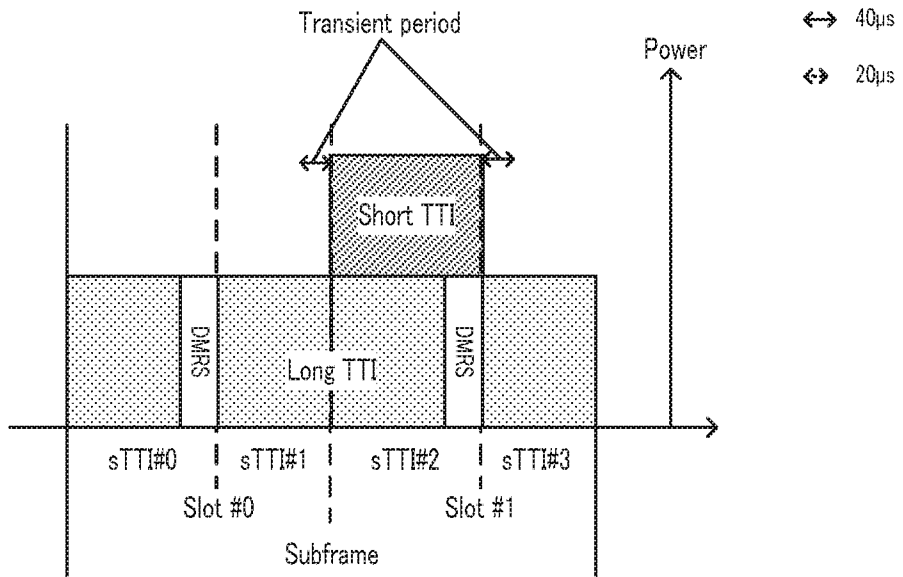 Transient period
40μs
Power
20μs
Short TTI
DMRS
Long TTI
DMRS
sTTI#0
sTTI#1
sTTI#2
sTTI#3
Slot #0
Slot #1
Subframe